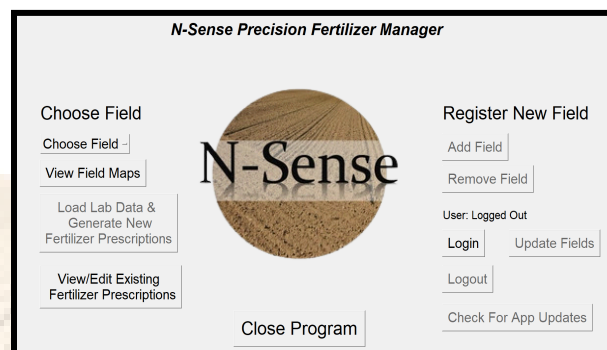 N-Sense Precision Fertilizer Manager
Choose Field
Choose Field
View Field Maps
Load Lab Data &
Generate New
Fertilizer Prescriptions
View/Edit Existing
Fertilizer Prescriptions
N-Sense
Close Program
Register New Field
Add Field
Remove Field
User: Logged Out
Login
Update Fields
Logout
Check For App Updates